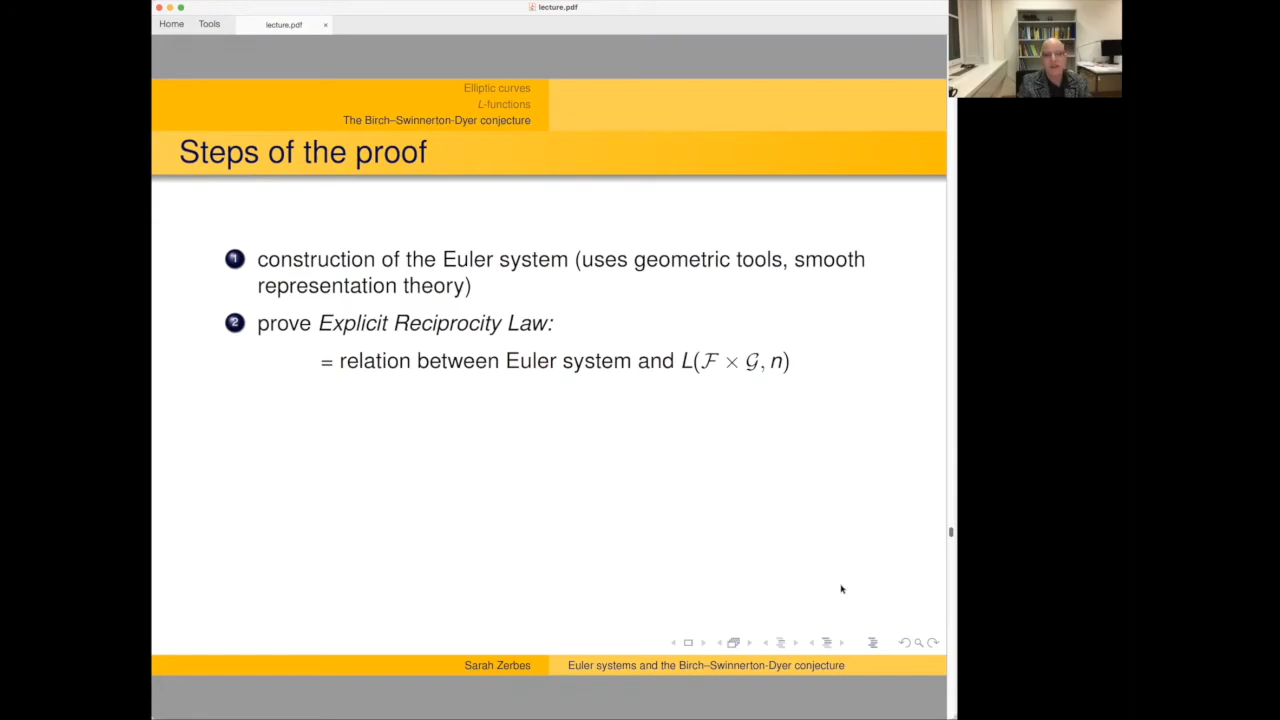 lecture.pdf
Home Tools lecture.pdf ×
Elliptic curves
L-functions
The Birch–Swinnerton-Dyer conjecture
Steps of the proof
1 construction of the Euler system (uses geometric tools, smooth
representation theory)
2 prove Explicit Reciprocity Law:
= relation between Euler system and L(ℱ × 𝒢, n)
Sarah Zerbes Euler systems and the Birch–Swinnerton-Dyer conjecture